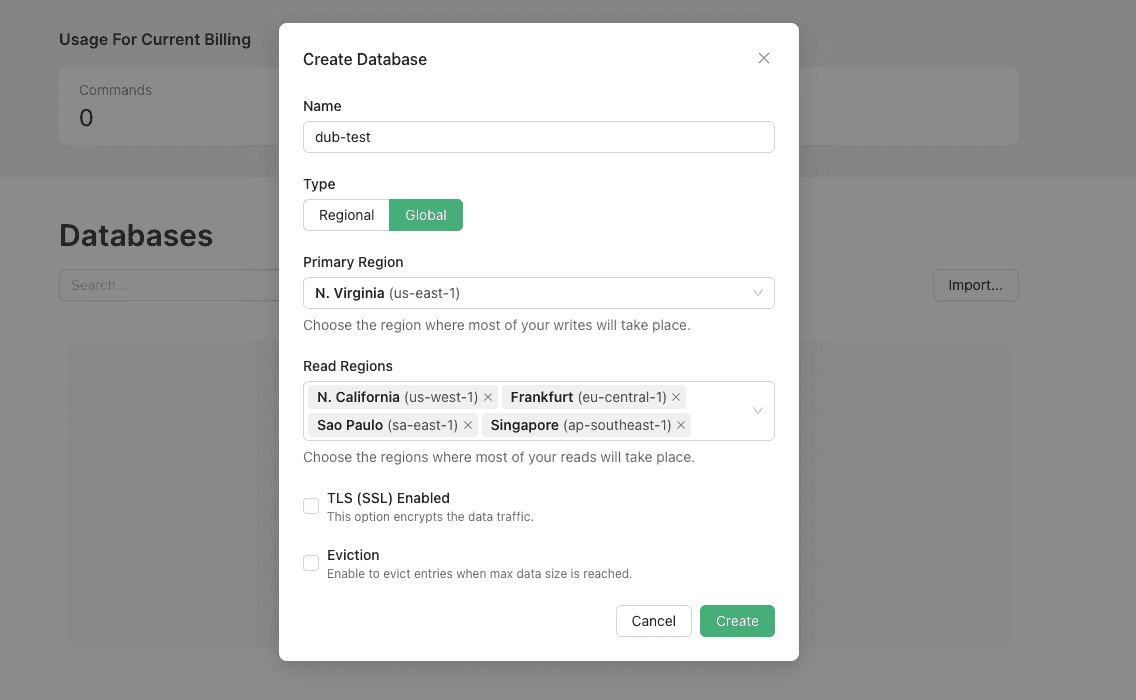 Usage For Current Billing
Commands
0
Databases
Search...
Import...
Create Database
Name
dub-test
Type
Regional Global
Primary Region
N. Virginia (us-east-1)
Choose the region where most of your writes will take place.
Read Regions
N. California (us-west-1) Frankfurt (eu-central-1)
Sao Paulo (sa-east-1) Singapore (ap-southeast-1)
Choose the regions where most of your reads will take place.
TLS (SSL) Enabled
This option encrypts the data traffic.
Eviction
Enable to evict entries when max data size is reached.
Cancel Create